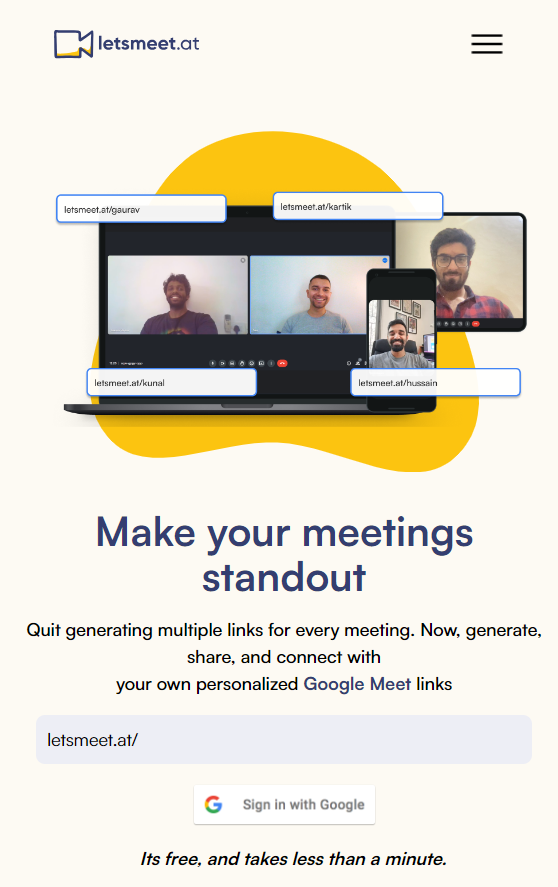 letsmeet.at
letsmeet.at/gaurav
letsmeet.at/kartik
letsmeet.at/kunal
letsmeet.at/hussain
Make your meetings
standout
Quit generating multiple links for every meeting. Now, generate,
share, and connect with
your own personalized Google Meet links
letsmeet.at/
Sign in with Google
Its free, and takes less than a minute.